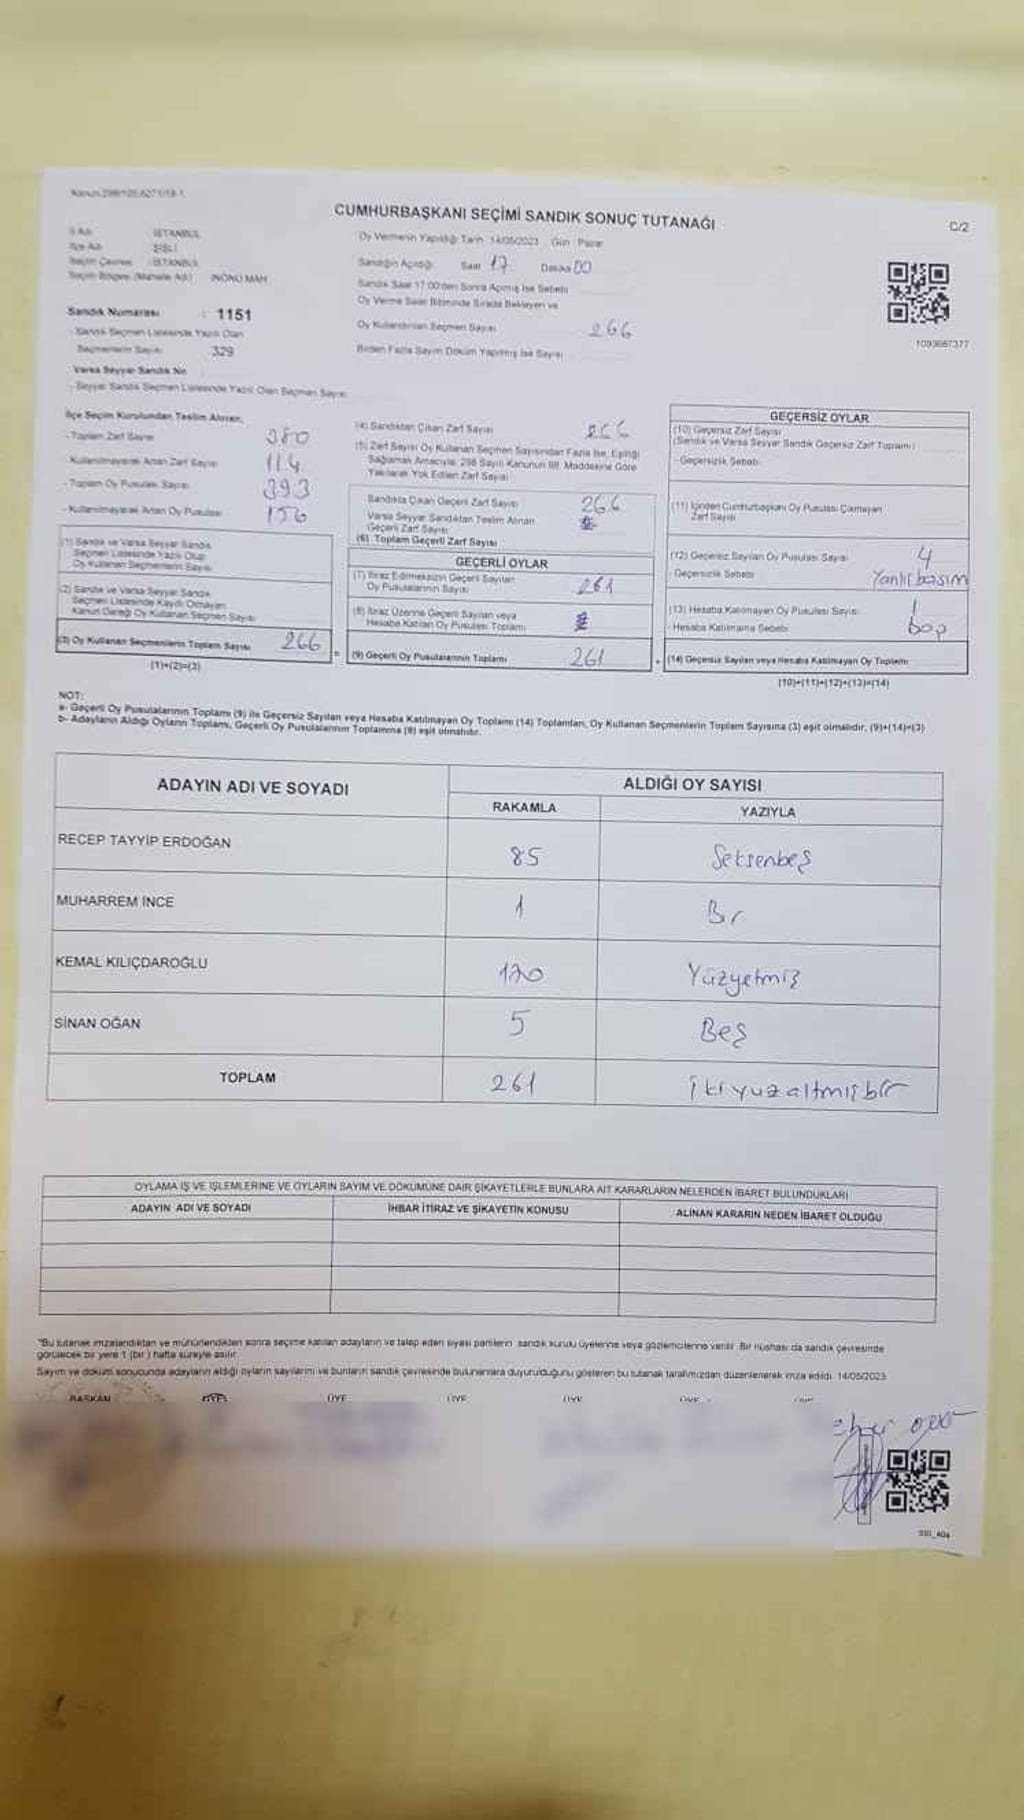 CUMHURBAŞKANI SEÇİMİ SANDIK SONUÇ TUTANAĞI
C/2
İl Adı İSTANBUL
İlçe Adı ŞİŞLİ
Seçim Çevresi İSTANBUL
Seçim Bölgesi (Mahalle Adı) İNÖNÜ MAH
Oy Vermenin Yapıldığı Tarih 14/05/2023 Gün Pazar
Sandığın Açıldığı Saat 17 Dakika 00
Sandık Saat 17:00'den Sonra Açılmış İse Sebebi
Oy Verme Saati Bitiminde Sırada Bekleyen ve
Oy Kullandırılan Seçmen Sayısı 266
Birden Fazla Sayım Döküm Yapılmış İse Sayısı
1093667377
Sandık Numarası : 1151
- Sandık Seçmen Listesinde Yazılı Olan
Seçmenlerin Sayısı 329
Varsa Seyyar Sandık No
- Seyyar Sandık Seçmen Listesinde Yazılı Olan Seçmen Sayısı
İlçe Seçim Kurulundan Teslim Alınan;
- Toplam Zarf Sayısı 380
Kullanılmayarak Artan Zarf Sayısı 114
- Toplam Oy Pusulası Sayısı 393
- Kullanılmayarak Artan Oy Pusulası 156
(1) Sandık ve Varsa Seyyar Sandık
Seçmen Listesinde Yazılı Olup
Oy Kullanan Seçmenlerin Sayısı
(2) Sandık ve Varsa Seyyar Sandık
Seçmen Listesinde Kayıtlı Olmayan
Kanun Gereği Oy Kullanan Seçmen Sayısı
(3) Oy Kullanan Seçmenlerin Toplam Sayısı 266
(1)+(2)=(3)
(4) Sandıktan Çıkan Zarf Sayısı 266
(5) Zarf Sayısı Oy Kullanan Seçmen Sayısından Fazla İse, Eşitliği
Sağlamak Amacıyla; 298 Sayılı Kanunun 98. Maddesine Göre
Yakılarak Yok Edilen Zarf Sayısı
Sandıkta Çıkan Geçerli Zarf Sayısı 266
Varsa Seyyar Sandıktan Teslim Alınan
Geçerli Zarf Sayısı
(6) Toplam Geçerli Zarf Sayısı
GEÇERLİ OYLAR
(7) İtiraz Edilmeksizin Geçerli Sayılan
Oy Pusulalarının Sayısı 261
(8) İtiraz Üzerine Geçerli Sayılan veya
Hesaba Katılan Oy Pusulası Toplamı
(9) Geçerli Oy Pusulalarının Toplamı 261
GEÇERSİZ OYLAR
(10) Geçersiz Zarf Sayısı
(Sandık ve Varsa Seyyar Sandık Geçersiz Zarf Toplamı)
- Geçersizlik Sebebi
(11) İçinden Cumhurbaşkanı Oy Pusulası Çıkmayan
Zarf Sayısı
(12) Geçersiz Sayılan Oy Pusulası Sayısı 4
Geçersizlik Sebebi Yanlış basım
(13) Hesaba Katılmayan Oy Pusulası Sayısı 1
- Hesaba Katılmama Sebebi boş
(14) Geçersiz Sayılan veya Hesaba Katılmayan Oy Toplamı
(10)+(11)+(12)+(13)=(14)
NOT:
a- Geçerli Oy Pusulalarının Toplamı (9) ile Geçersiz Sayılan veya Hesaba Katılmayan Oy Toplamı (14) Toplamları, Oy Kullanan Seçmenlerin Toplam Sayısına (3) eşit olmalıdır, (9)+(14)=(3)
b- Adayların Aldığı Oyların Toplamı, Geçerli Oy Pusulalarının Toplamına (9) eşit olmalıdır.
ADAYIN ADI VE SOYADI ALDIĞI OY SAYISI
RAKAMLA YAZIYLA
RECEP TAYYİP ERDOĞAN 85 Seksenbeş
MUHARREM İNCE 1 Bir
KEMAL KILIÇDAROĞLU 170 Yüzyetmiş
SİNAN OĞAN 5 Beş
TOPLAM 261 ikiyuzaltmışbir
OYLAMA İŞ VE İŞLEMLERİNE VE OYLARIN SAYIM VE DÖKÜMÜNE DAİR ŞİKAYETLERLE BUNLARA AİT KARARLARIN NELERDEN İBARET BULUNDUKLARI
ADAYIN ADI VE SOYADI İHBAR İTİRAZ VE ŞİKAYETİN KONUSU ALINAN KARARIN NEDEN İBARET OLDUĞU
"Bu tutanak imzalandıktan ve mühürlendikten sonra seçime katılan adayların ve talep eden siyasi partilerin sandık kurulu üyelerine veya gözlemcilerine verilir. Bir nüshası da sandık çevresinde
görülecek bir yere 1 (bir) hafta süreyle asılır.
Sayım ve döküm sonucunda adayların aldığı oyların sayılarını ve bunların sandık çevresinde bulunanlara duyurulduğunu gösteren bu tutanak tarafımızdan düzenlenerek imza edildi. 14/05/2023
BAŞKAN ÜYE ÜYE ÜYE ÜYE